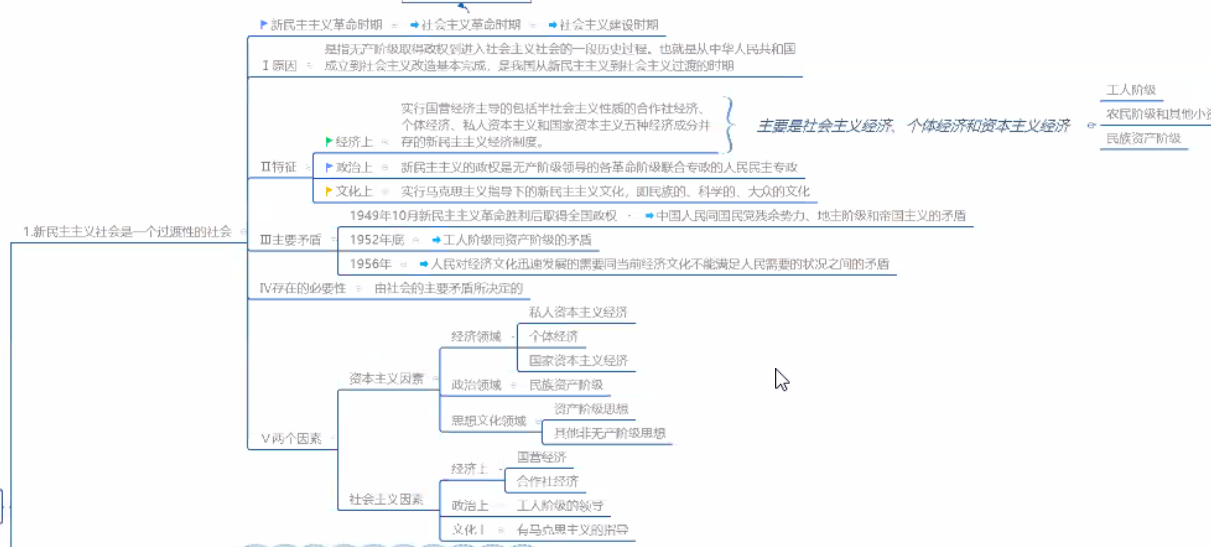 新民主主义革命时期 社会主义革命时期 社会主义建设时期
是指无产阶级取得政权到进入社会主义社会的一段历史过程。也就是从中华人民共和国
Ⅰ原因 成立到社会主义改造基本完成，是我国从新民主主义到社会主义过渡的时期
工人阶级
实行国营经济主导的包括半社会主义性质的合作社经济、
农民阶级和其他小资
个体经济、私人资本主义和国家资本主义五种经济成分并
主要是社会主义经济、个体经济和资本主义经济
民族资产阶级
经济上 存的新民主主义经济制度。
Ⅱ特征 政治上 新民主主义的政权是无产阶级领导的各革命阶级联合专政的人民民主专政
文化上 实行马克思主义指导下的新民主主义文化，即民族的、科学的、大众的文化
1949年10月新民主主义革命胜利后取得全国政权 中国人民同国民党残余势力、地主阶级和帝国主义的矛盾
1.新民主主义社会是一个过渡性的社会
Ⅲ主要矛盾 1952年底 工人阶级同资产阶级的矛盾
1956年 人民对经济文化迅速发展的需要同当前经济文化不能满足人民需要的状况之间的矛盾
Ⅳ存在的必要性 由社会的主要矛盾所决定的
私人资本主义经济
经济领域 个体经济
国家资本主义经济
资本主义因素
政治领域 民族资产阶级
资产阶级思想
思想文化领域
其他非无产阶级思想
Ⅴ两个因素
国营经济
经济上
合作社经济
社会主义因素
政治上 工人阶级的领导
文化上 有马克思主义的指导